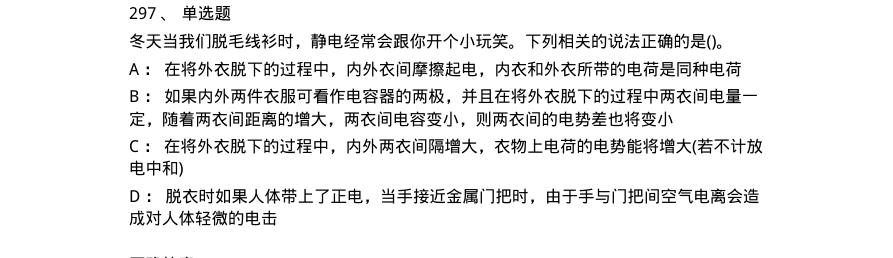 297 、 单选题
冬天当我们脱毛线衫时，静电经常会跟你开个小玩笑。下列相关的说法正确的是()。
A ： 在将外衣脱下的过程中，内外衣间摩擦起电，内衣和外衣所带的电荷是同种电荷
B ： 如果内外两件衣服可看作电容器的两极，并且在将外衣脱下的过程中两衣间电量一
定，随着两衣间距离的增大，两衣间电容变小，则两衣间的电势差也将变小
C ： 在将外衣脱下的过程中，内外两衣间隔增大，衣物上电荷的电势能将增大(若不计放
电中和)
D ： 脱衣时如果人体带上了正电，当手接近金属门把时，由于手与门把间空气电离会造
成对人体轻微的电击